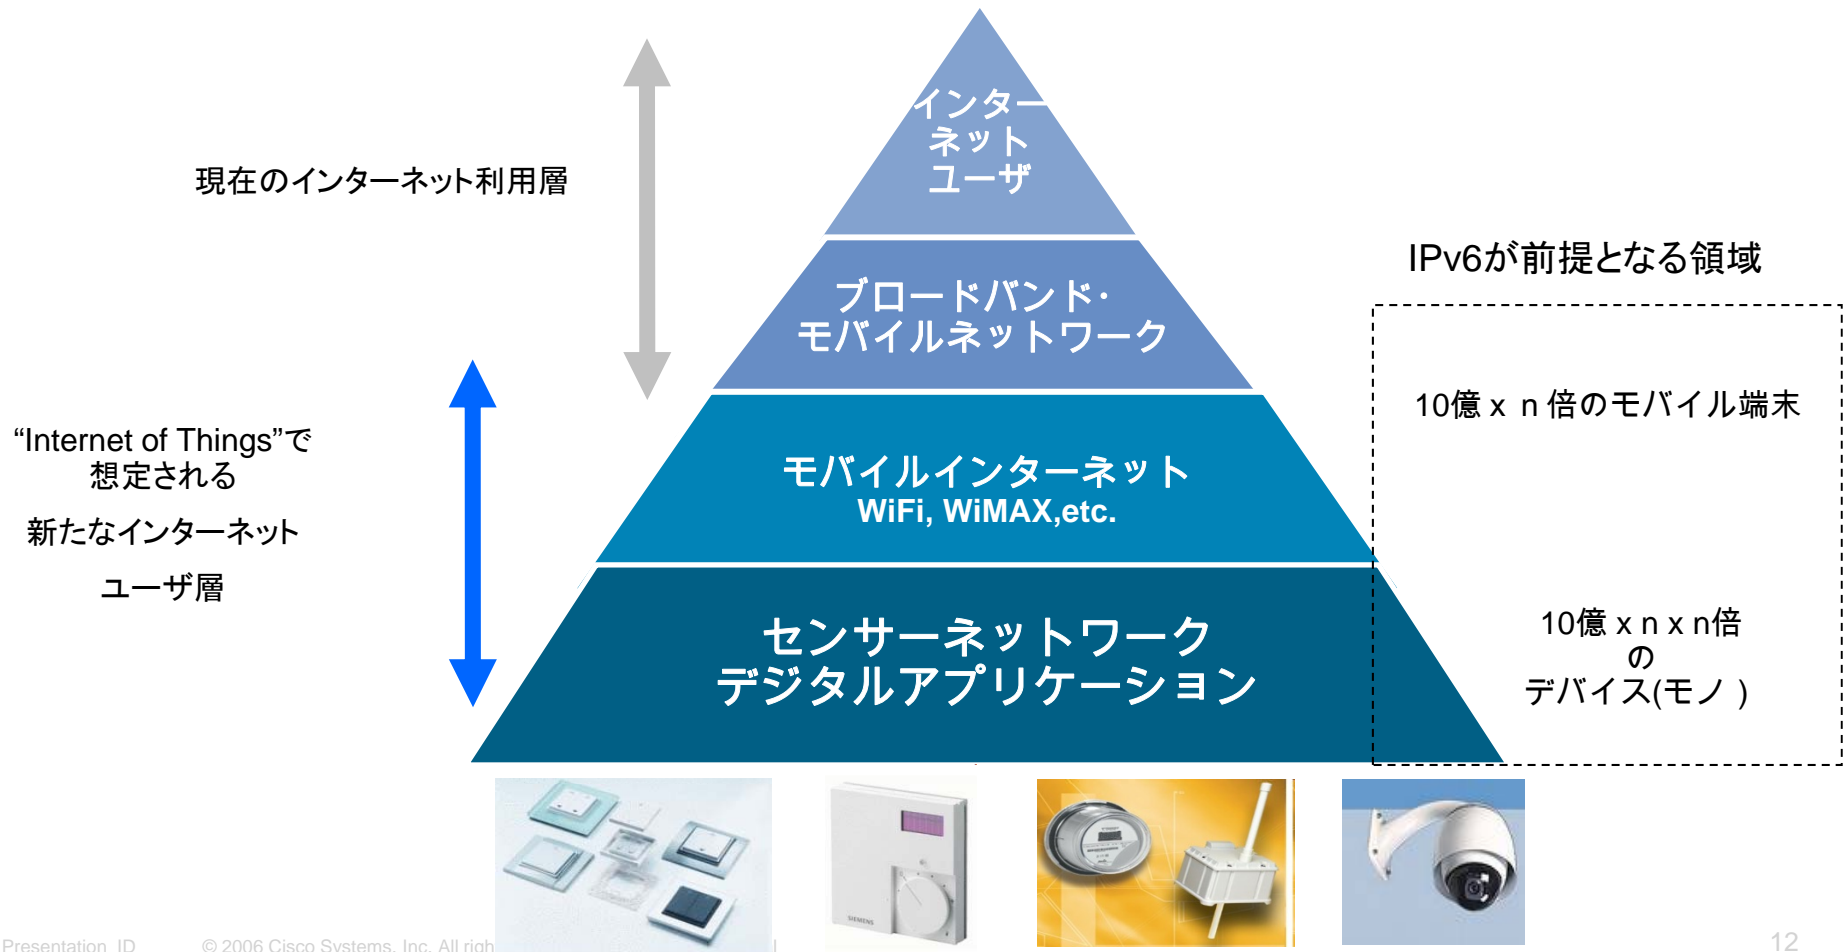 インター
ネット
ユーザ
現在のインターネット利用層
IPv6が前提となる領域
ブロードバンド・
モバイルネットワーク
10億 x n 倍のモバイル端末
“Internet of Things”で
想定される
新たなインターネット
ユーザ層
モバイルインターネット
WiFi, WiMAX,etc.
センサーネットワーク
デジタルアプリケーション
10億 x n x n倍
の
デバイス(モノ )
SIEMENS
Presentation_ID © 2006 Cisco Systems, Inc. All righ
12